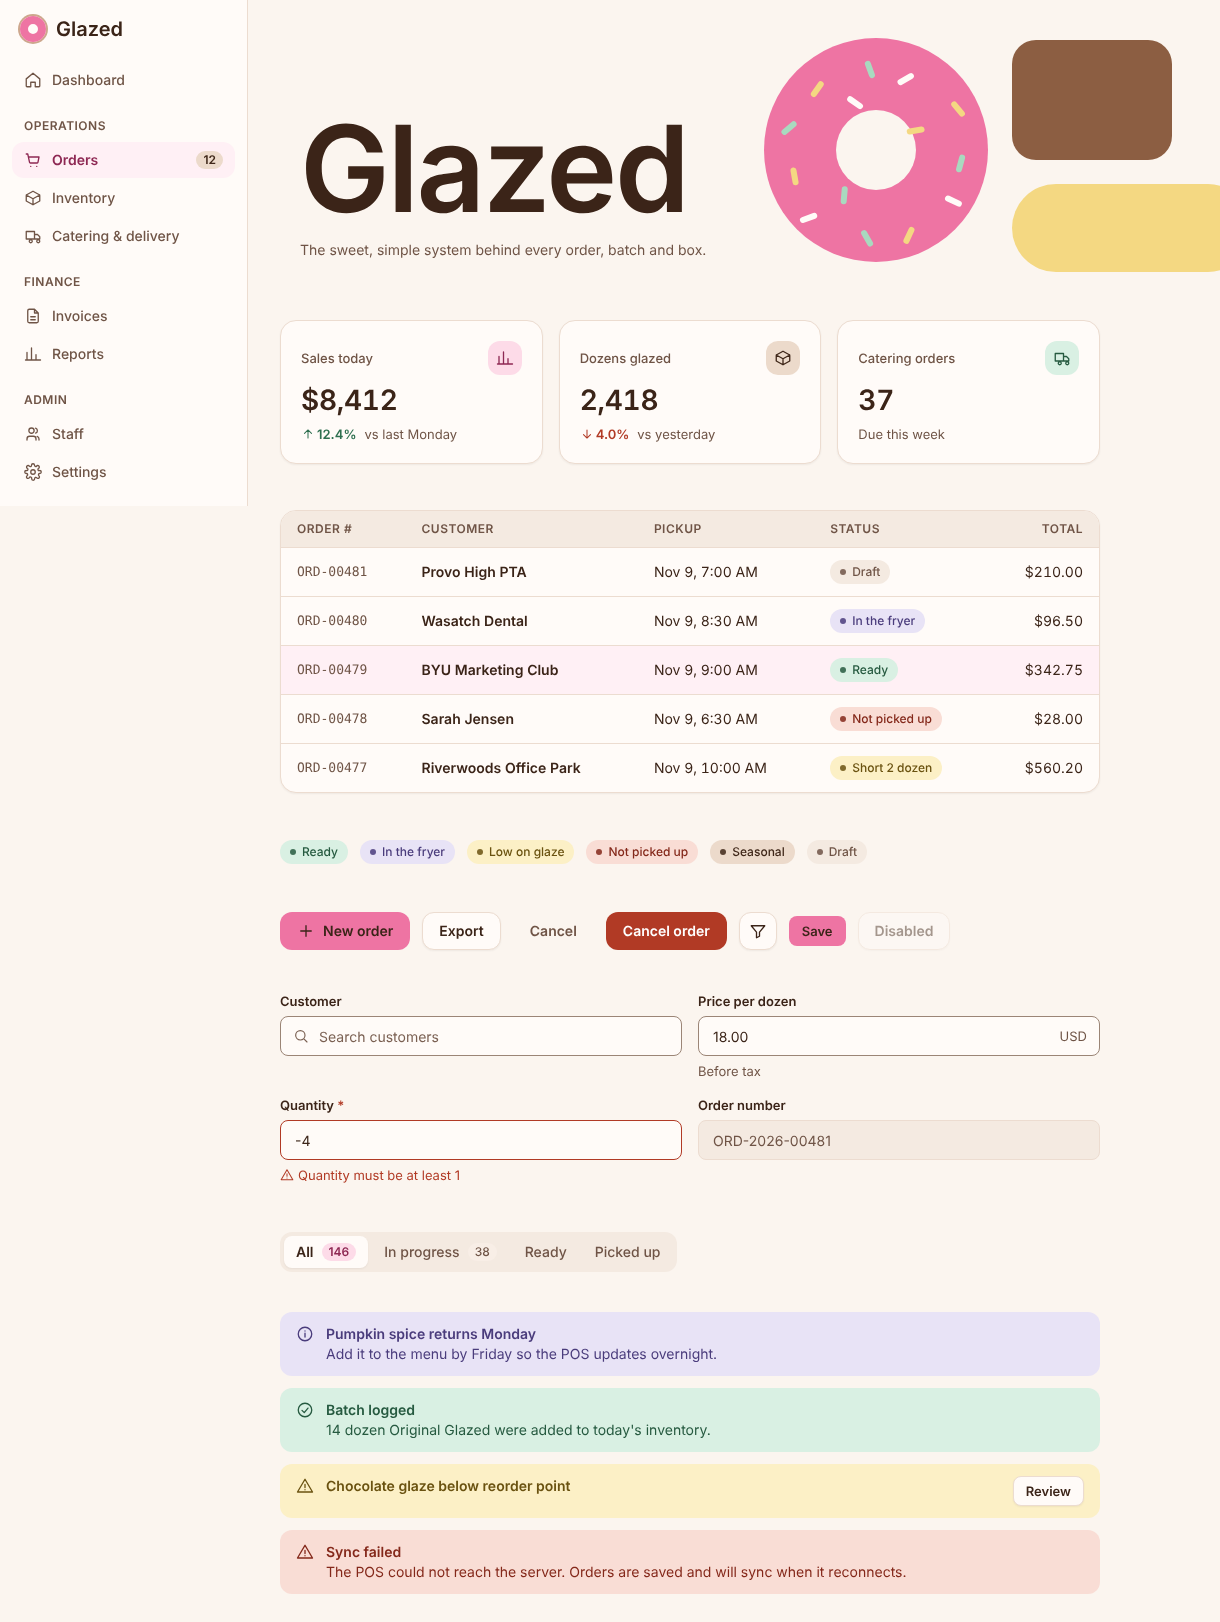 Glazed
Dashboard
OPERATIONS
Orders 12
Inventory
Catering & delivery
FINANCE
Invoices
Reports
ADMIN
Staff
Settings
Glazed
The sweet, simple system behind every order, batch and box.
Sales today
$8,412
↑ 12.4% vs last Monday
Dozens glazed
2,418
↓ 4.0% vs yesterday
Catering orders
37
Due this week
ORDER # CUSTOMER PICKUP STATUS TOTAL
ORD-00481 Provo High PTA Nov 9, 7:00 AM Draft $210.00
ORD-00480 Wasatch Dental Nov 9, 8:30 AM In the fryer $96.50
ORD-00479 BYU Marketing Club Nov 9, 9:00 AM Ready $342.75
ORD-00478 Sarah Jensen Nov 9, 6:30 AM Not picked up $28.00
ORD-00477 Riverwoods Office Park Nov 9, 10:00 AM Short 2 dozen $560.20
Ready In the fryer Low on glaze Not picked up Seasonal Draft
New order Export Cancel Cancel order Save Disabled
Customer
Search customers
Price per dozen
18.00 USD
Before tax
Quantity *
-4
Quantity must be at least 1
Order number
ORD-2026-00481
All 146 In progress 38 Ready Picked up
Pumpkin spice returns Monday
Add it to the menu by Friday so the POS updates overnight.
Batch logged
14 dozen Original Glazed were added to today's inventory.
Chocolate glaze below reorder point
Review
Sync failed
The POS could not reach the server. Orders are saved and will sync when it reconnects.